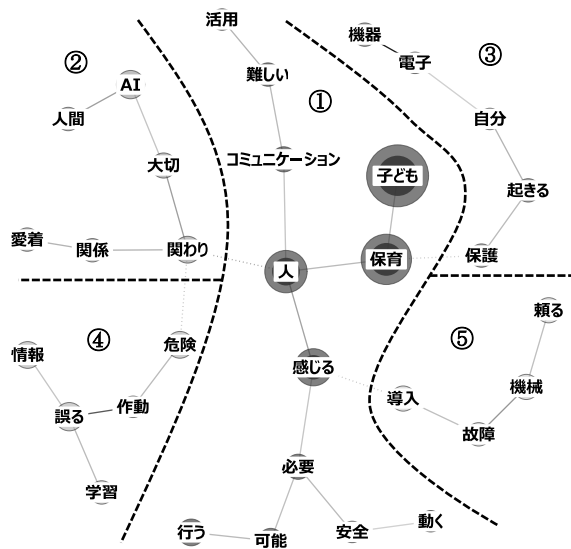 ①
活用
難しい
コミュニケーション
子ども
保育
人
感じる
必要
行う
可能
安全
動く
②
AI
人間
大切
愛着
関係
関わり
③
機器
電子
自分
起きる
保護
④
情報
危険
誤る
作動
学習
⑤
頼る
機械
導入
故障